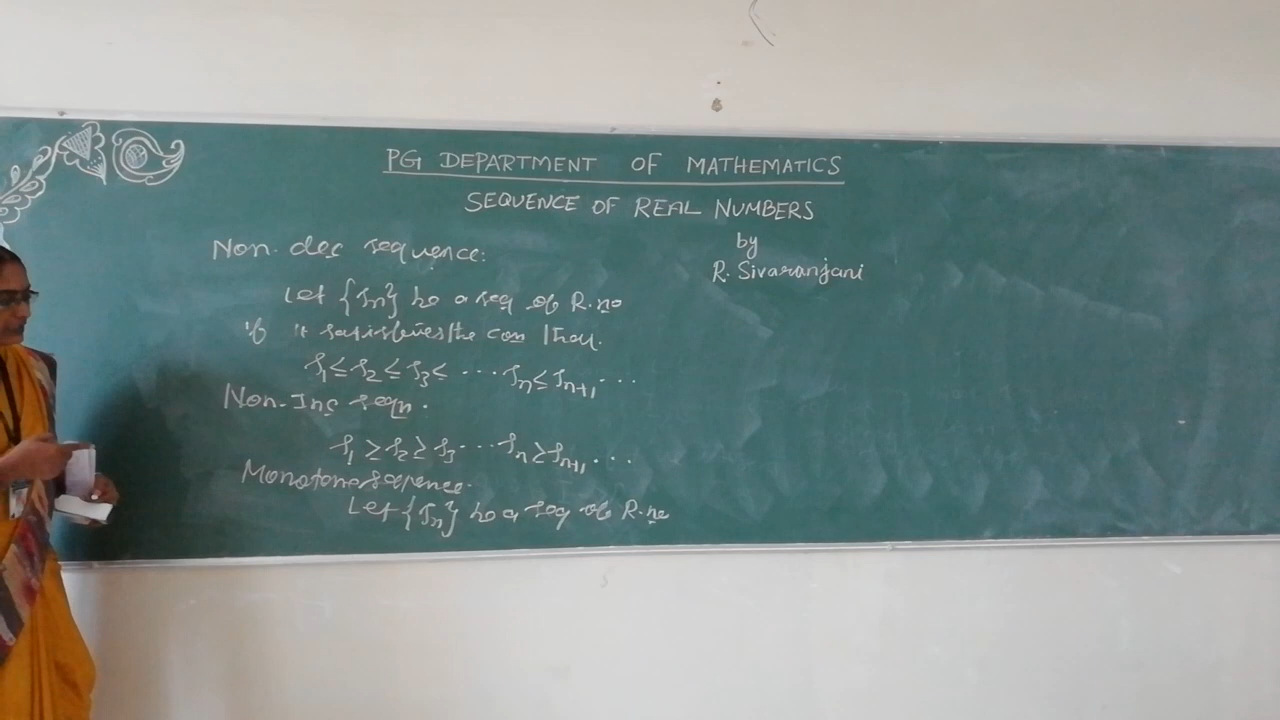 PG DEPARTMENT OF MATHEMATICS
SEQUENCE OF REAL NUMBERS
by
R. Sivaranjani
Non-dec sequence:
Let {Sn} be a seq of R.no
if it satisfies the con that.
S1 ≤ S2 ≤ S3 ≤ ... Sn ≤ Sn+1 ...
Non-Inc seqn.
S1 ≥ S2 ≥ S3 ... Sn ≥ Sn+1 ...
Monotone
Let {Sn} be a seq of R.no